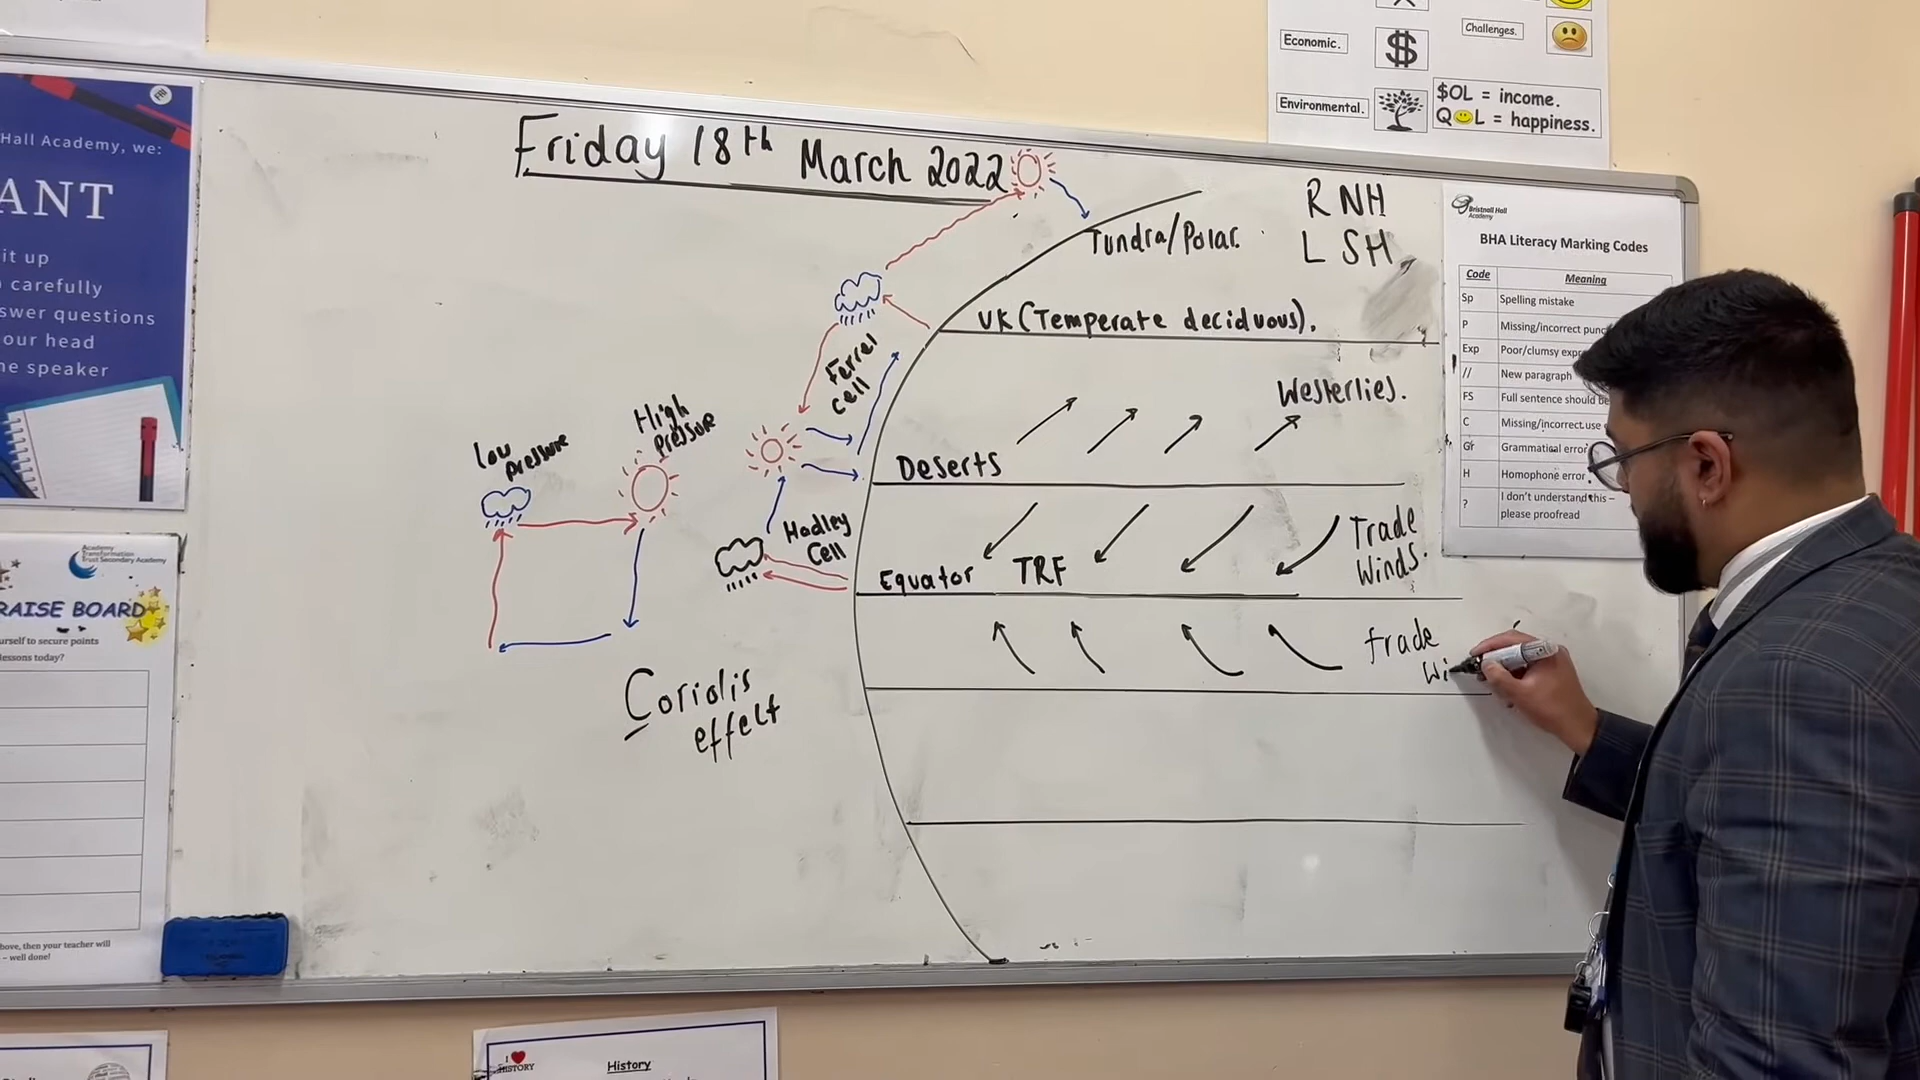 Hall Academy, we:
ANT
it up
carefully
swer questions
our head
he speaker
Academy
Transformation
Trust Secondary Academy
RAISE BOARD
urself to secure points
lessons today?
bove, then your teacher will
– well done!
Friday 18th March 2022
Low
pressure
High
pressure
Hadley
Cell
Ferrel
cell
Coriolis
effect
Tundra/Polar.
UK (Temperate deciduous).
Westerlies.
Deserts
Trade
Winds.
Equator TRF
trade
wi
R NH
L SH
Economic.
$
Challenges.
Environmental.
$OL = income.
Q L = happiness.
Bristnall Hall
Academy
BHA Literacy Marking Codes
Code Meaning
Sp Spelling mistake
P Missing/incorrect punc
Exp Poor/clumsy expr
// New paragraph
FS Full sentence should be
C Missing/incorrect use
Gr Grammatical error
H Homophone error
? I don't understand this –
please proofread
I HISTORY
History